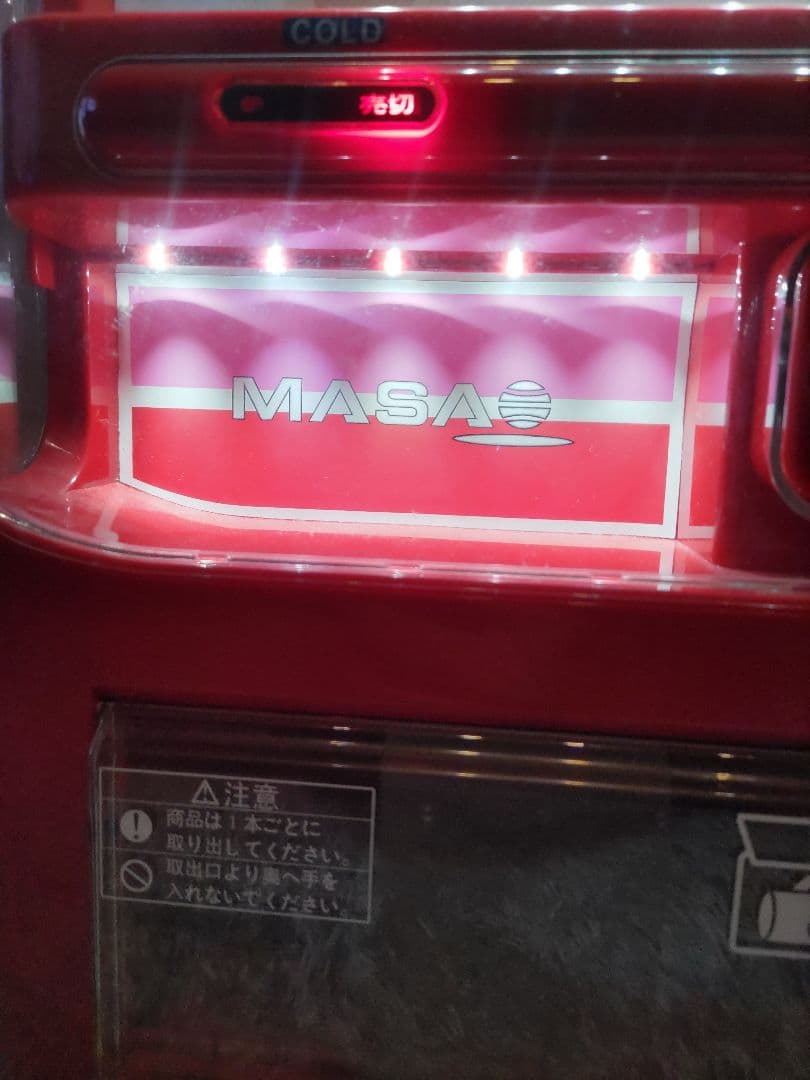 COLD
売切
MASAO
注意
商品は1本ごとに
取り出してください。
取出口より奥へ手を
入れないでください。